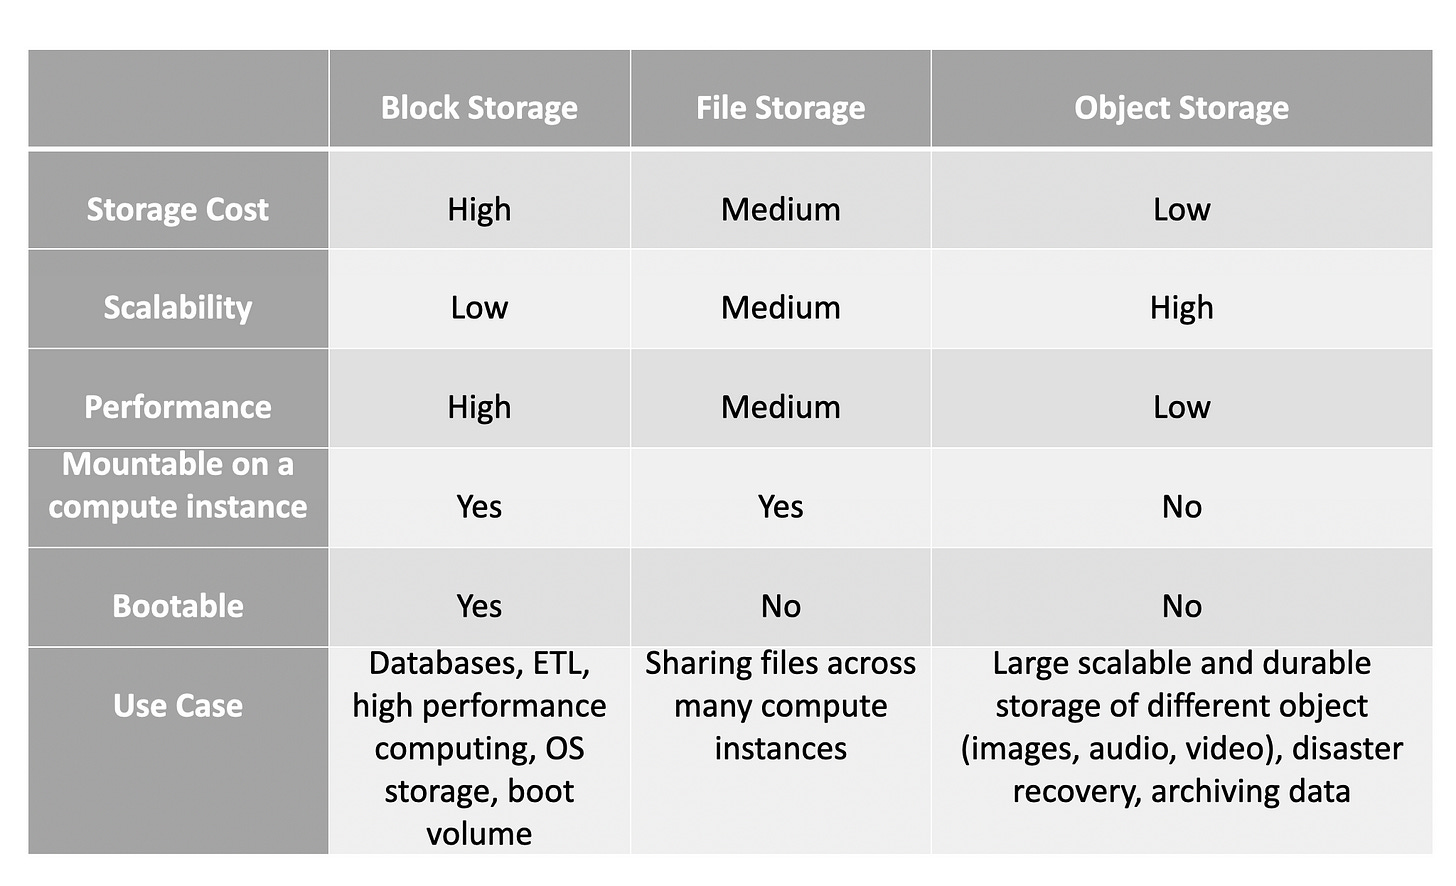 Block Storage File Storage Object Storage
Storage Cost High Medium Low
Scalability Low Medium High
Performance High Medium Low
Mountable on a
compute instance Yes Yes No
Bootable Yes No No
Databases, ETL, Sharing files across Large scalable and durable
Use Case high performance many compute storage of different object
computing, OS instances (images, audio, video), disaster
storage, boot recovery, archiving data
volume